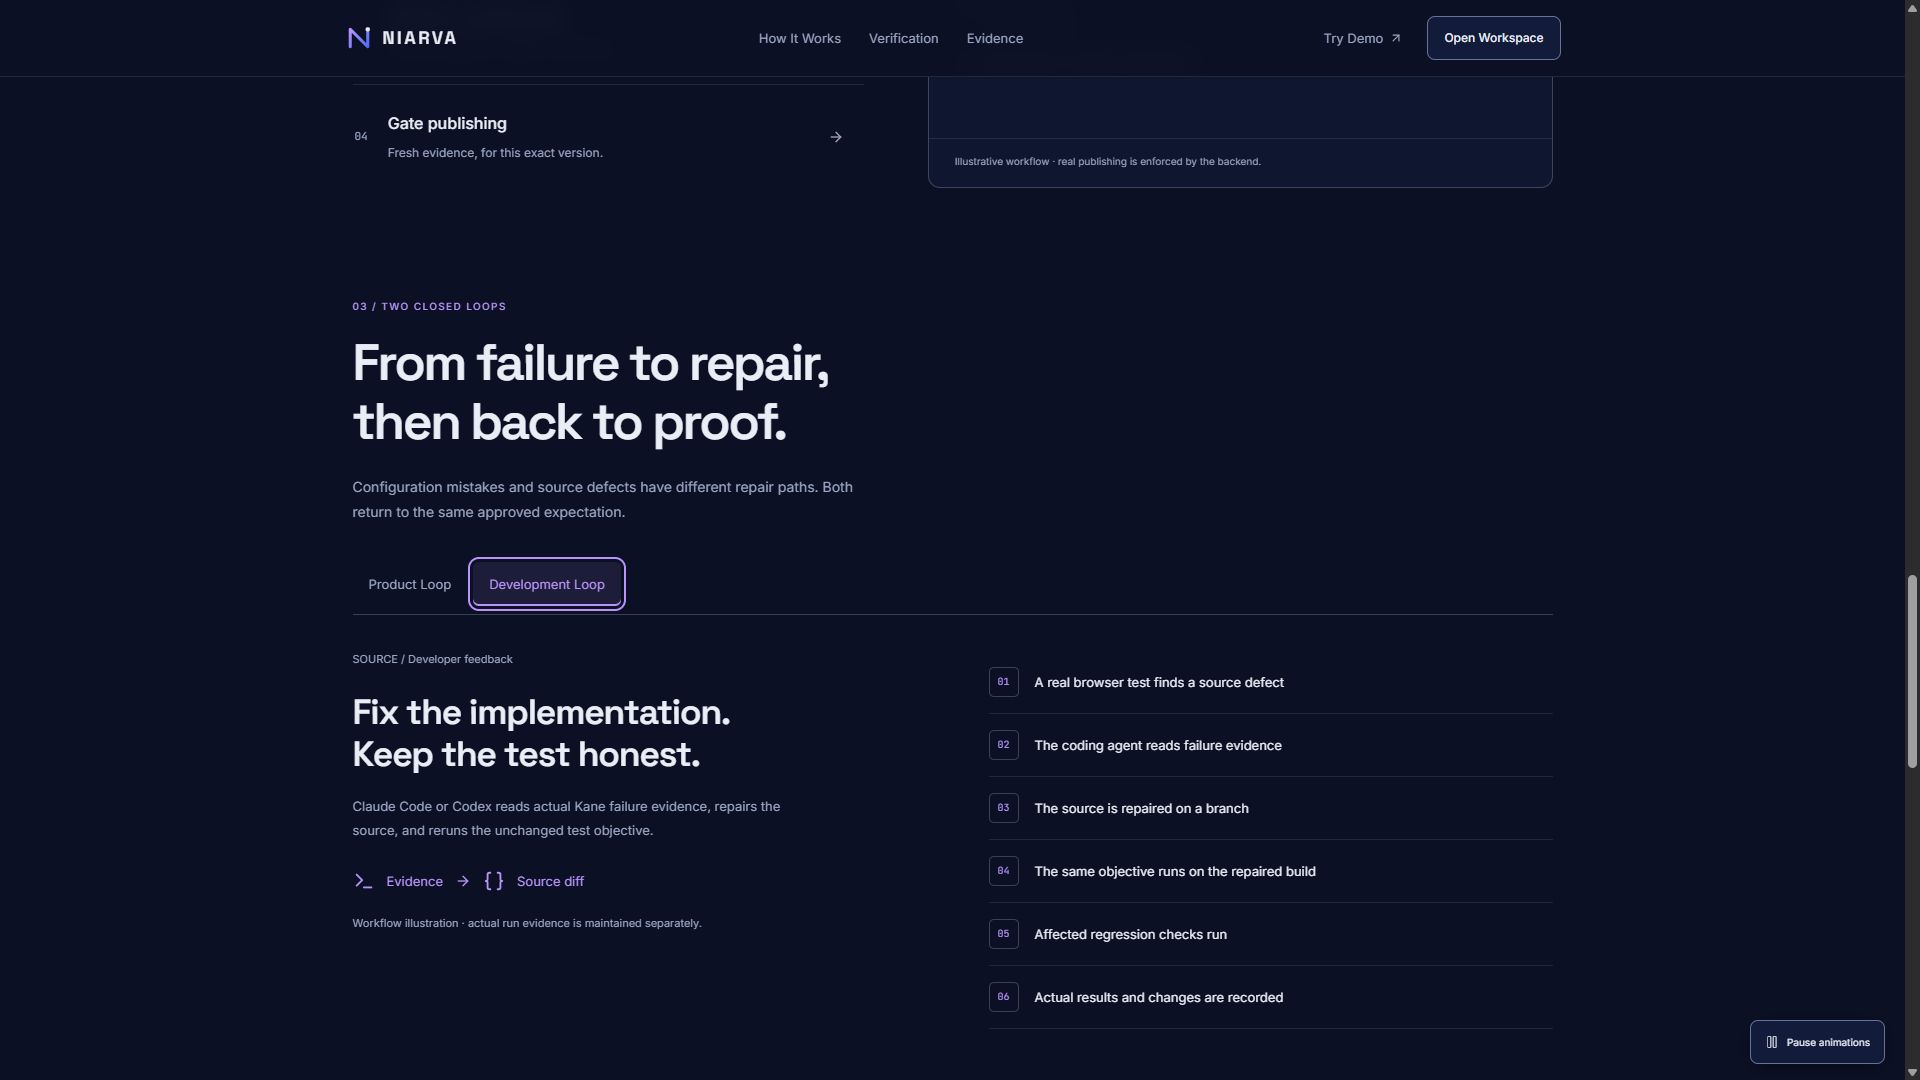 NIARVA
How It Works
Verification
Evidence
Try Demo
Open Workspace
04
Gate publishing
Fresh evidence, for this exact version.
Illustrative workflow · real publishing is enforced by the backend.
03 / TWO CLOSED LOOPS
From failure to repair,
then back to proof.
Configuration mistakes and source defects have different repair paths. Both
return to the same approved expectation.
Product Loop
Development Loop
SOURCE / Developer feedback
Fix the implementation.
Keep the test honest.
Claude Code or Codex reads actual Kane failure evidence, repairs the
source, and reruns the unchanged test objective.
Evidence → Source diff
Workflow illustration · actual run evidence is maintained separately.
01 A real browser test finds a source defect
02 The coding agent reads failure evidence
03 The source is repaired on a branch
04 The same objective runs on the repaired build
05 Affected regression checks run
06 Actual results and changes are recorded
Pause animations